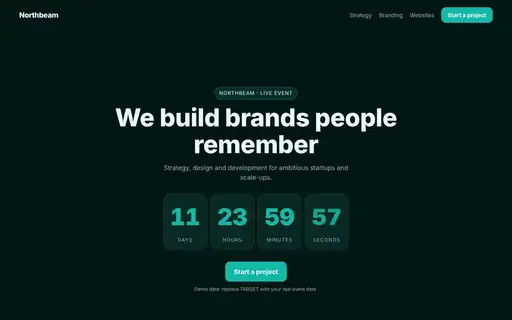 Northbeam
Strategy Branding Websites Start a project
NORTHBEAM · LIVE EVENT
We build brands people
remember
Strategy, design and development for ambitious startups and
scale-ups.
11 23 59 57
DAYS HOURS MINUTES SECONDS
Start a project
Demo date: replace TARGET with your real event date